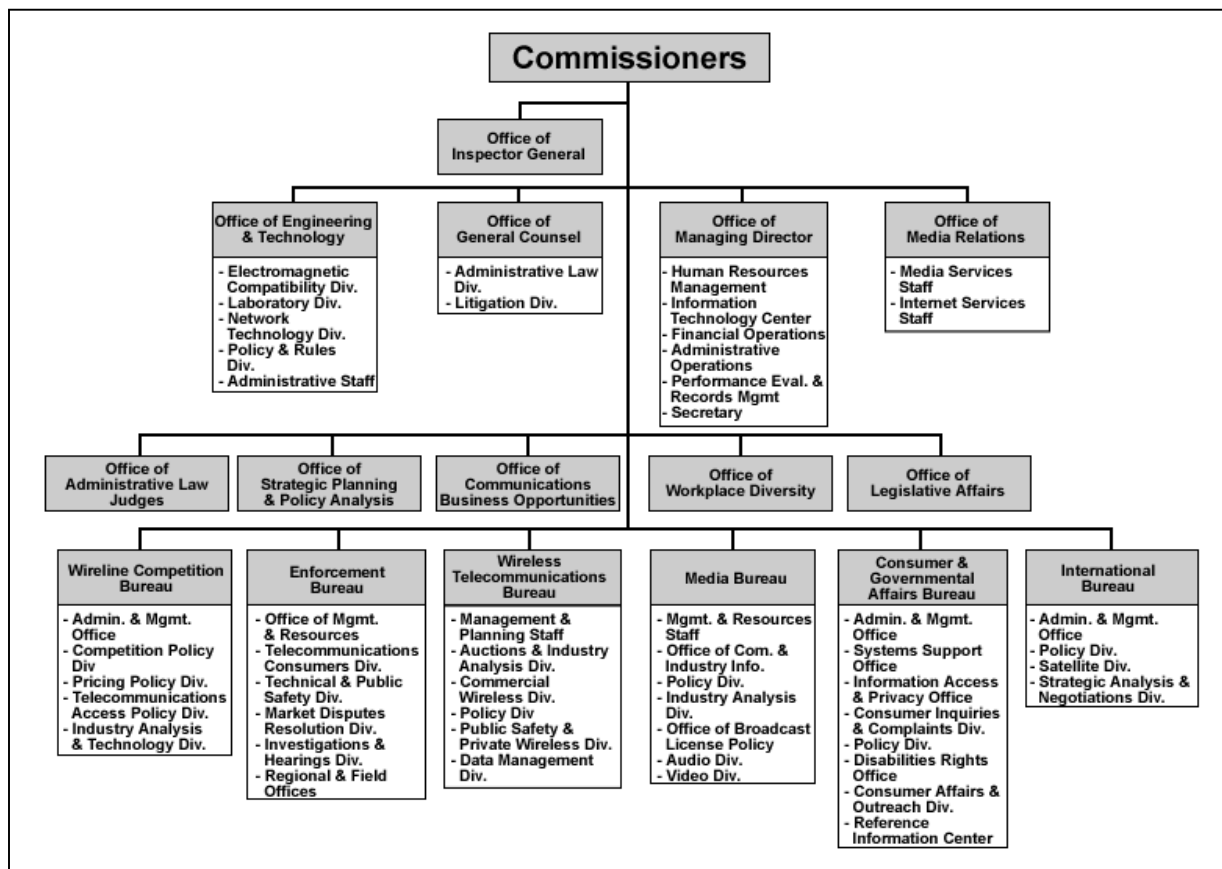 Commissioners
Office of
Inspector General
Office of Engineering
& Technology
- Electromagnetic
Compatibility Div.
- Laboratory Div.
- Network
Technology Div.
- Policy & Rules
Div.
- Administrative Staff
Office of
General Counsel
- Administrative Law
Div.
- Litigation Div.
Office of
Managing Director
- Human Resources
Management
- Information
Technology Center
- Financial Operations
- Administrative
Operations
- Performance Eval. &
Records Mgmt
- Secretary
Office of
Media Relations
- Media Services
Staff
- Internet Services
Staff
Office of
Administrative Law
Judges
Office of
Strategic Planning
& Policy Analysis
Office of
Communications
Business Opportunities
Office of
Workplace Diversity
Office of
Legislative Affairs
Wireline Competition
Bureau
- Admin. & Mgmt.
Office
- Competition Policy
Div
- Pricing Policy Div.
- Telecommunications
Access Policy Div.
- Industry Analysis
& Technology Div.
Enforcement
Bureau
- Office of Mgmt.
& Resources
- Telecommunications
Consumers Div.
- Technical & Public
Safety Div.
- Market Disputes
Resolution Div.
- Investigations &
Hearings Div.
- Regional & Field
Offices
Wireless
Telecommunications
Bureau
- Management &
Planning Staff
- Auctions & Industry
Analysis Div.
- Commercial
Wireless Div.
- Policy Div
- Public Safety &
Private Wireless Div.
- Data Management
Div.
Media Bureau
- Mgmt. & Resources
Staff
- Office of Com. &
Industry Info.
- Policy Div.
- Industry Analysis
Div.
- Office of Broadcast
License Policy
- Audio Div.
- Video Div.
Consumer &
Governmental
Affairs Bureau
- Admin. & Mgmt.
Office
- Systems Support
Office
- Information Access
& Privacy Office
- Consumer Inquiries
& Complaints Div.
- Policy Div.
- Disabilities Rights
Office
- Consumer Affairs &
Outreach Div.
- Reference
Information Center
International
Bureau
- Admin. & Mgmt.
Office
- Policy Div.
- Satellite Div.
- Strategic Analysis &
Negotiations Div.